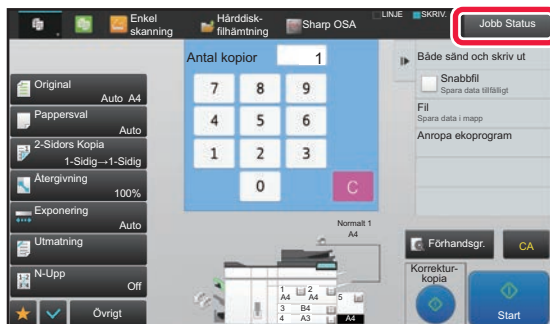 Enkel
skanning
Hårddisk-
filhämtning
Sharp OSA
LINJE
SKRIV.
Jobb Status
Original
Auto A4
Pappersval
Auto
2-Sidors Kopia
1-Sidig→1-Sidig
Återgivning
100%
Exponering
Auto
Utmatning
N-Upp
Off
Övrigt
Antal kopior 1
7 8 9
4 5 6
1 2 3
0 C
Normalt 1
A4
1 A4
2 A4
3 B4
4 A3
5 A4
Både sänd och skriv ut
Snabbfil
Spara data tillfälligt
Fil
Spara data i mapp
Anropa ekoprogram
Förhandsgr.
CA
Korrektur-
kopia
Start